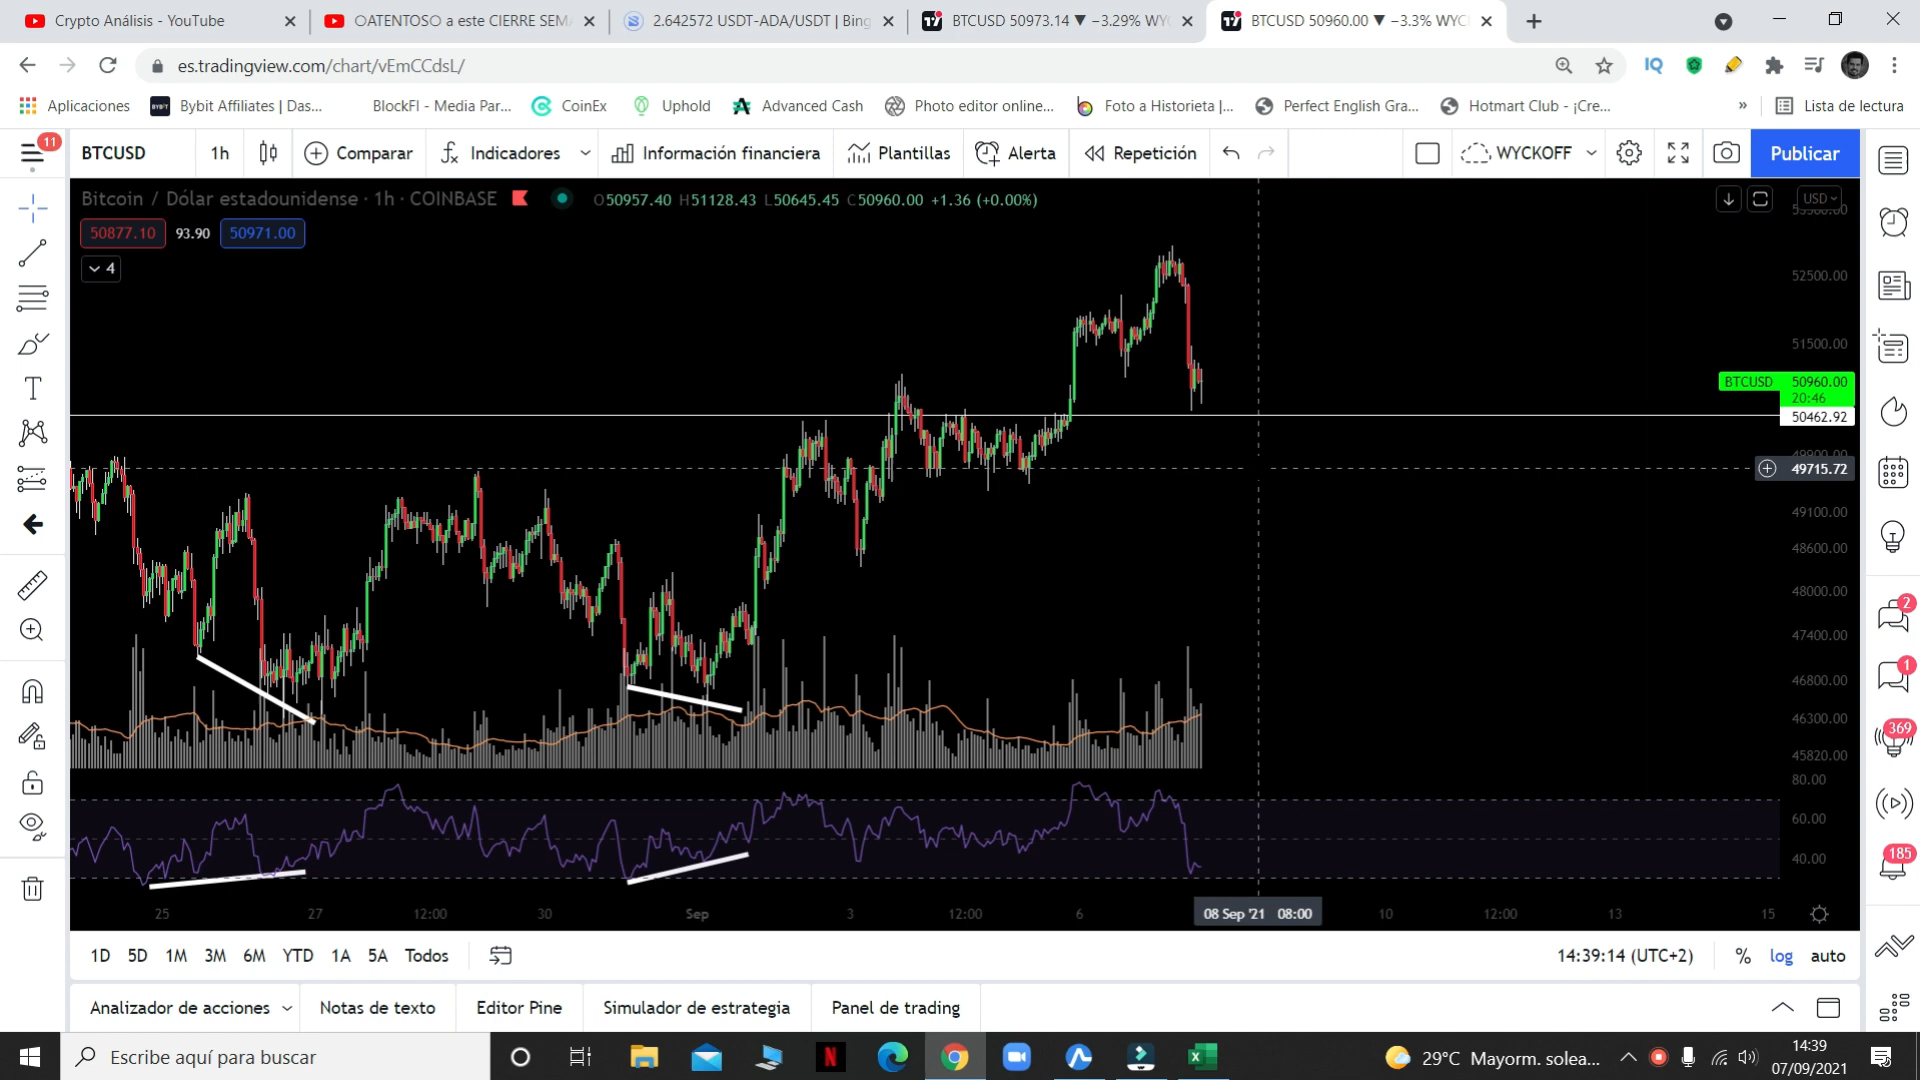 Crypto Análisis - YouTube
OATENTOSO a este CIERRE SEM
2.642572 USDT-ADA/USDT | Bing
BTCUSD 50973.14 ▼ −3.29% WY
BTCUSD 50960.00 ▼ −3.3% WYC
es.tradingview.com/chart/vEmCCdsL/
IQ
Aplicaciones
Bybit Affiliates | Das...
BlockFI - Media Par...
CoinEx
Uphold
Advanced Cash
Photo editor online...
Foto a Historieta |...
Perfect English Gra...
Hotmart Club - ¡Cre...
»
Lista de lectura
11
BTCUSD
1h
Comparar
Indicadores
Información financiera
Plantillas
Alerta
Repetición
WYCKOFF
Publicar
Bitcoin / Dólar estadounidense · 1h · COINBASE
O50957.40 H51128.43 L50645.45 C50960.00 +1.36 (+0.00%)
USD
50877.10
93.90
50971.00
4
52500.00
51500.00
BTCUSD 50960.00
20:46
50462.92
49715.72
49100.00
48600.00
48000.00
47400.00
46800.00
46300.00
45820.00
80.00
60.00
40.00
2
1
369
185
25
27
12:00
30
Sep
3
12:00
6
08 Sep '21 08:00
10
12:00
13
15
1D
5D
1M
3M
6M
YTD
1A
5A
Todos
14:39:14 (UTC+2)
%
log
auto
Analizador de acciones
Notas de texto
Editor Pine
Simulador de estrategia
Panel de trading
Escribe aquí para buscar
29°C Mayorm. solea...
14:39
07/09/2021